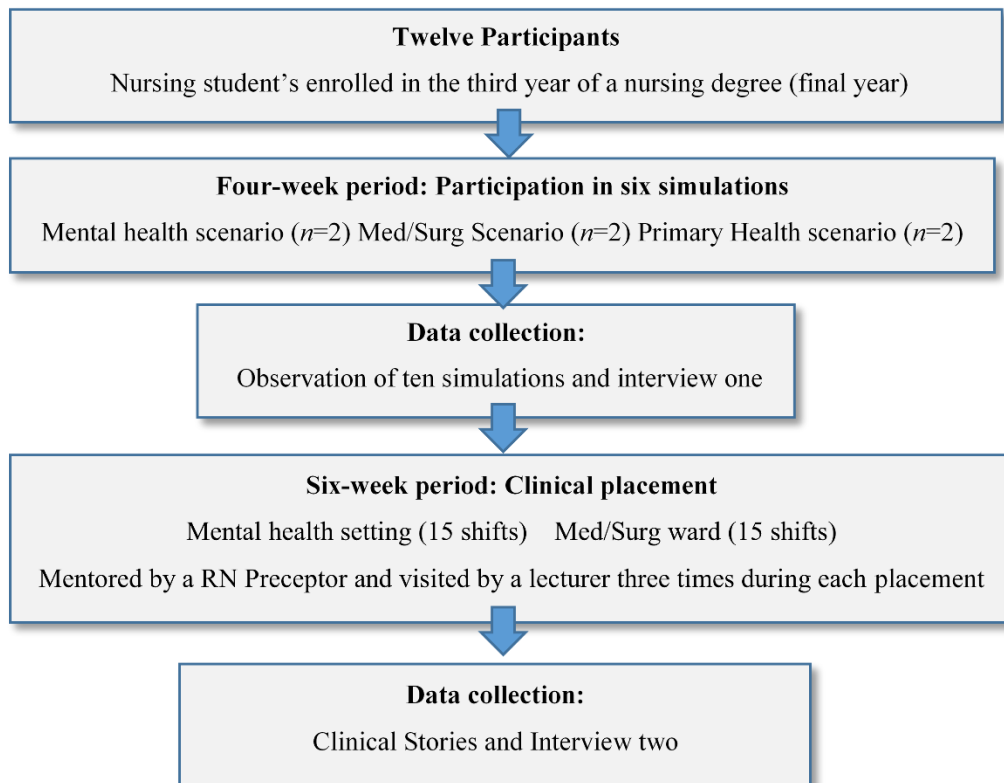 Twelve Participants
Nursing student's enrolled in the third year of a nursing degree (final year)
Four-week period: Participation in six simulations
Mental health scenario (n=2) Med/Surg Scenario (n=2) Primary Health scenario (n=2)
Data collection:
Observation of ten simulations and interview one
Six-week period: Clinical placement
Mental health setting (15 shifts) Med/Surg ward (15 shifts)
Mentored by a RN Preceptor and visited by a lecturer three times during each placement
Data collection:
Clinical Stories and Interview two